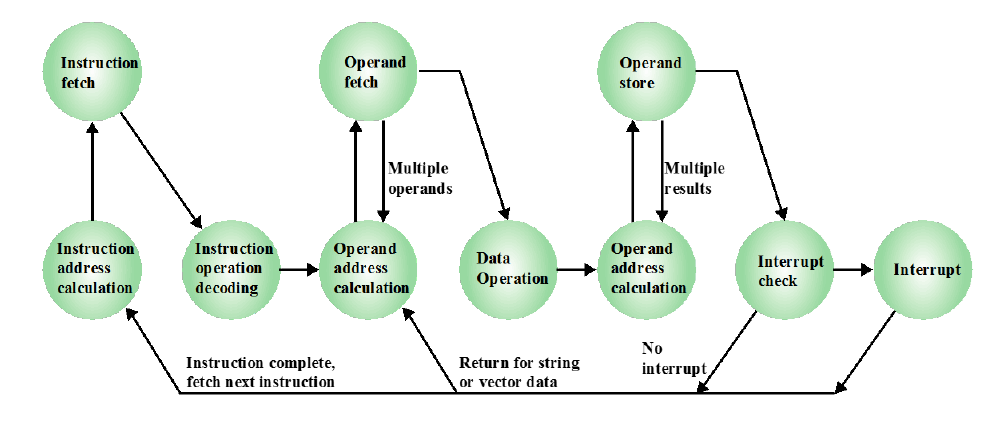 Instruction
fetch
Operand
fetch
Operand
store
Multiple
operands
Multiple
results
Instruction
address
calculation
Instruction
operation
decoding
Operand
address
calculation
Data
Operation
Operand
address
calculation
Interrupt
check
Interrupt
Instruction complete,
fetch next instruction
Return for string
or vector data
No
interrupt